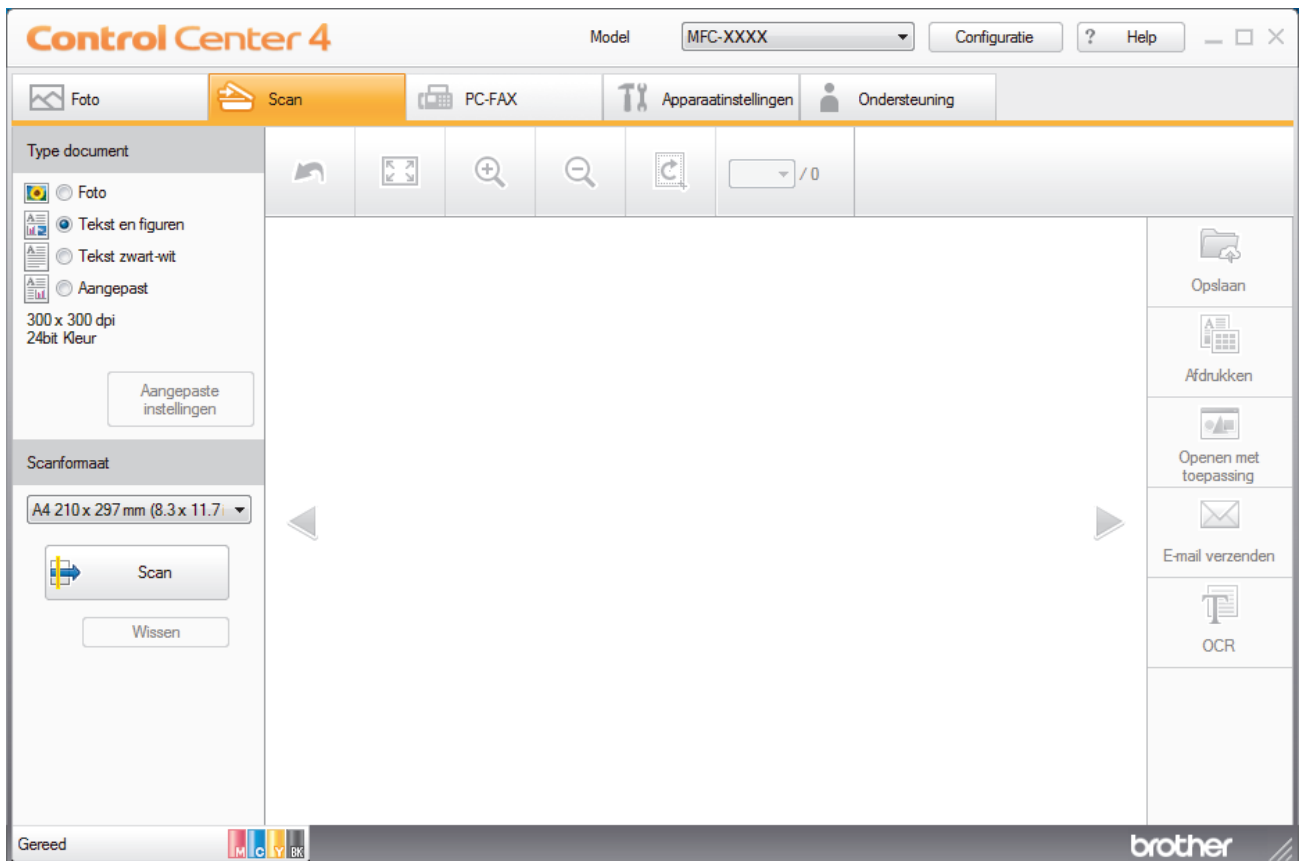 Control Center 4
Model
MFC-XXXX
Configuratie
? Help
Foto
Scan
PC-FAX
Apparaatinstellingen
Ondersteuning
Type document
Foto
Tekst en figuren
Tekst zwart-wit
Aangepast
300 x 300 dpi
24bit Kleur
Aangepaste
instellingen
Scanformaat
A4 210 x 297 mm (8.3 x 11.7
Scan
Wissen
/ 0
Opslaan
Afdrukken
Openen met
toepassing
E-mail verzenden
OCR
Gereed
M C Y BK
brother